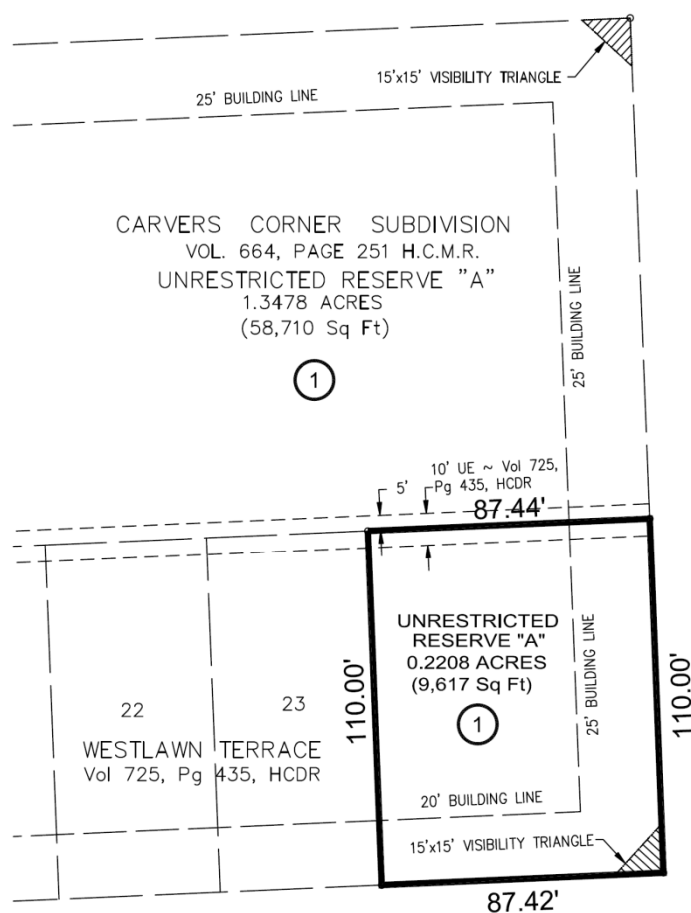 15'x15' VISIBILITY TRIANGLE
25' BUILDING LINE
CARVERS CORNER SUBDIVISION
VOL. 664, PAGE 251 H.C.M.R.
UNRESTRICTED RESERVE "A"
1.3478 ACRES
(58,710 Sq Ft)
1
25' BUILDING LINE
5'
10' UE ~ Vol 725,
Pg 435, HCDR
87.44'
UNRESTRICTED
RESERVE "A"
0.2208 ACRES
(9,617 Sq Ft)
1
110.00'
25' BUILDING LINE
110.00'
22
23
WESTLAWN TERRACE
Vol 725, Pg 435, HCDR
20' BUILDING LINE
15'x15' VISIBILITY TRIANGLE
87.42'